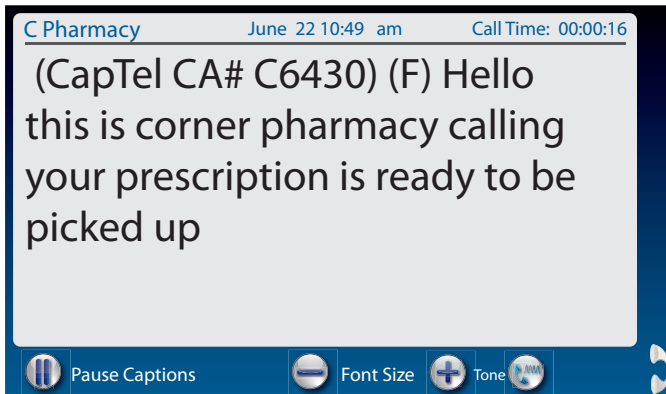 C Pharmacy June 22 10:49 am Call Time: 00:00:16
(CapTel CA# C6430) (F) Hello
this is corner pharmacy calling
your prescription is ready to be
picked up
Pause Captions Font Size Tone